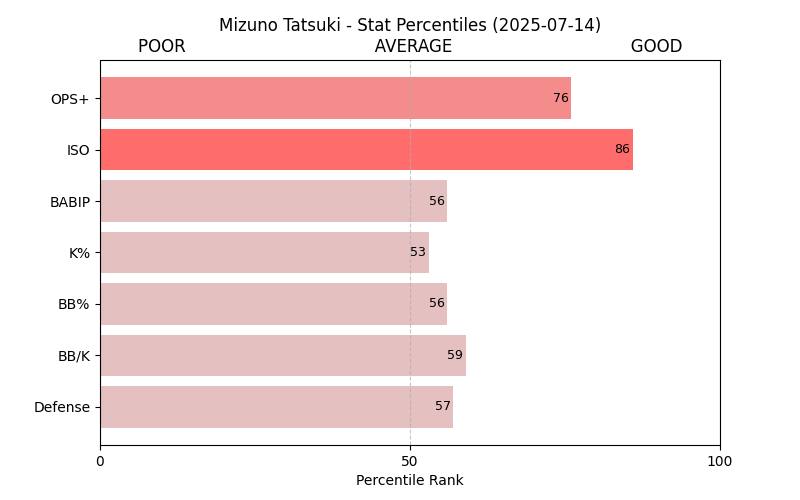 Mizuno Tatsuki - Stat Percentiles (2025-07-14)
POOR AVERAGE GOOD
OPS+ 76
ISO 86
BABIP 56
K% 53
BB% 56
BB/K 59
Defense 57
0 50 100
Percentile Rank